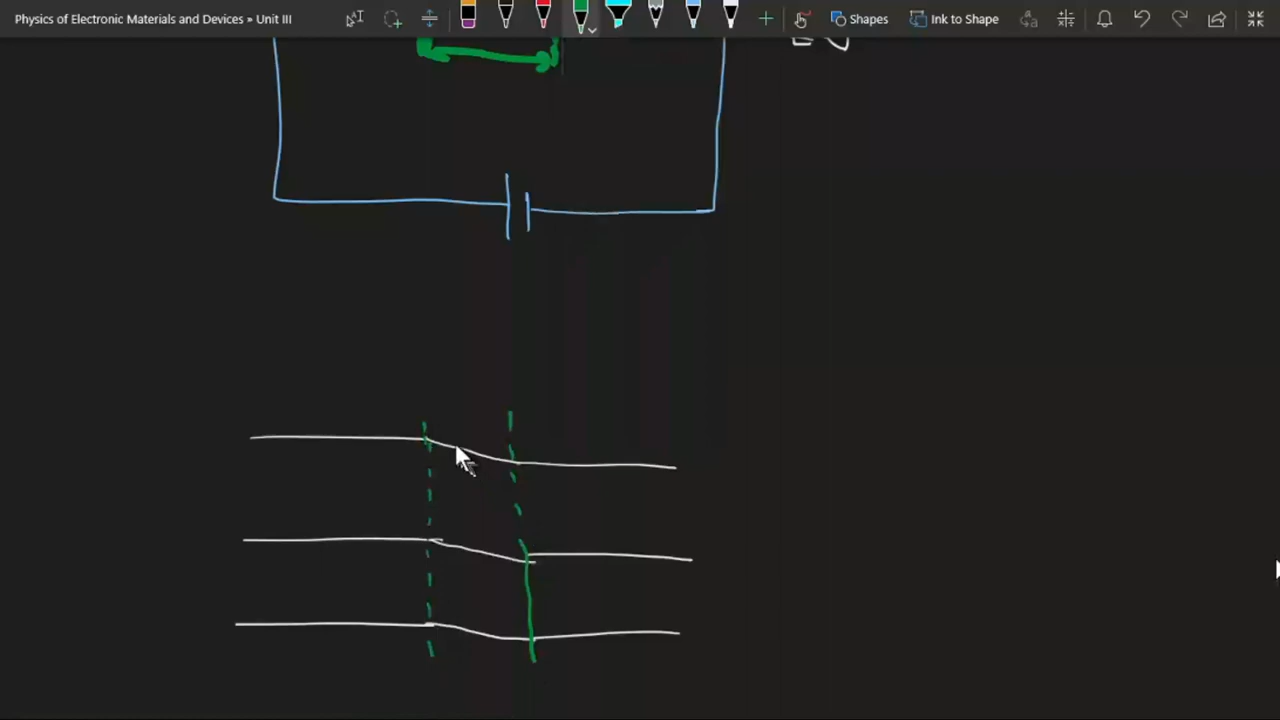 Physics of Electronic Materials and Devices » Unit III
Shapes
Ink to Shape